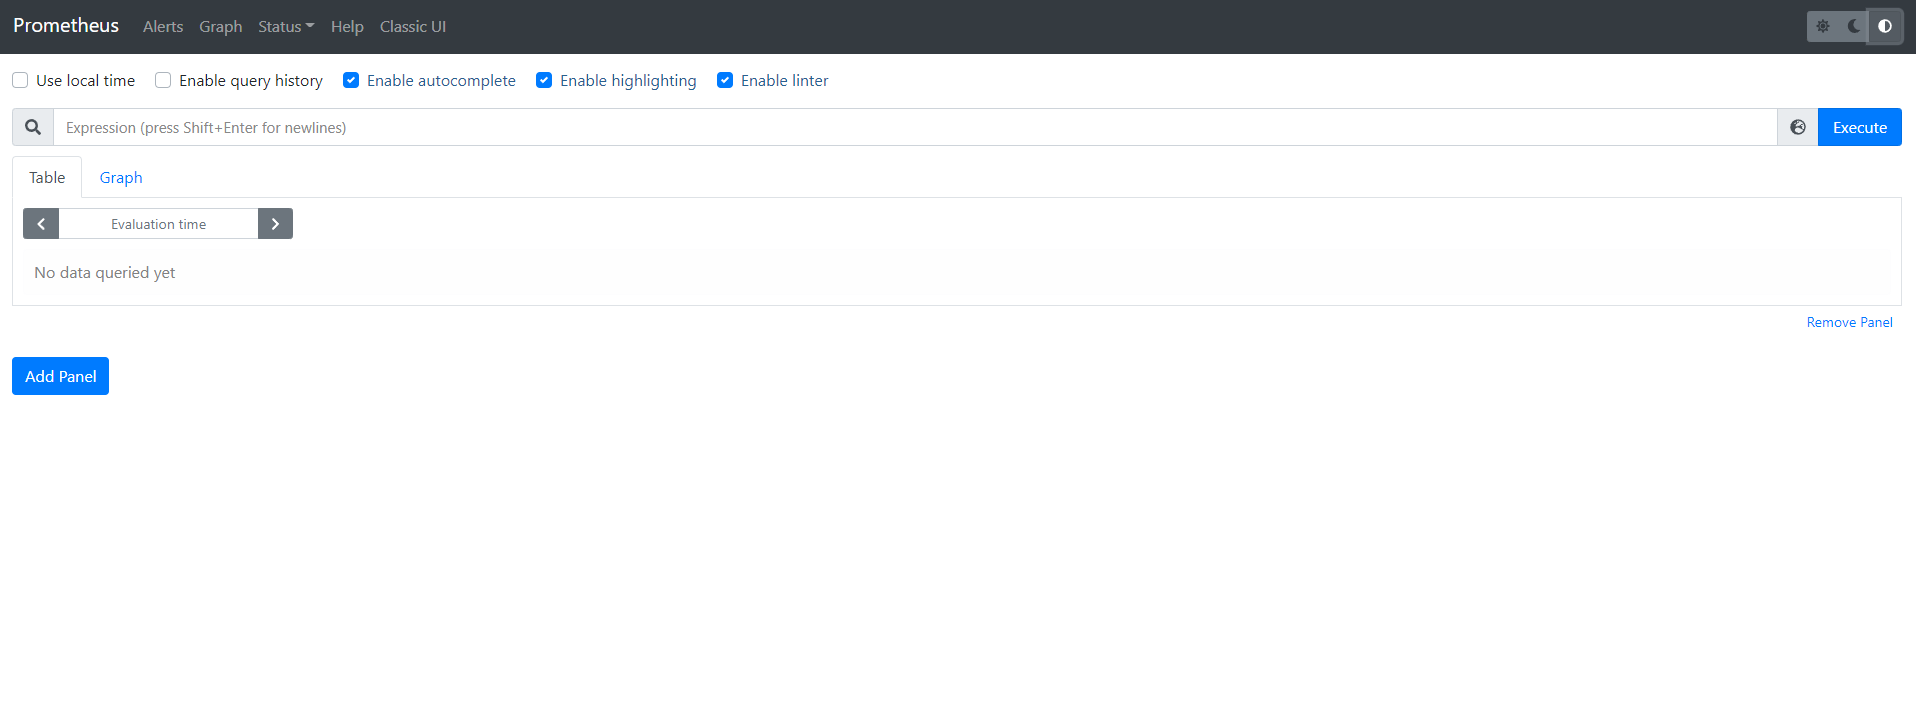 Prometheus Alerts Graph Status Help Classic UI
Use local time Enable query history Enable autocomplete Enable highlighting Enable linter
Expression (press Shift+Enter for newlines) Execute
Table Graph
Evaluation time
No data queried yet
Remove Panel
Add Panel